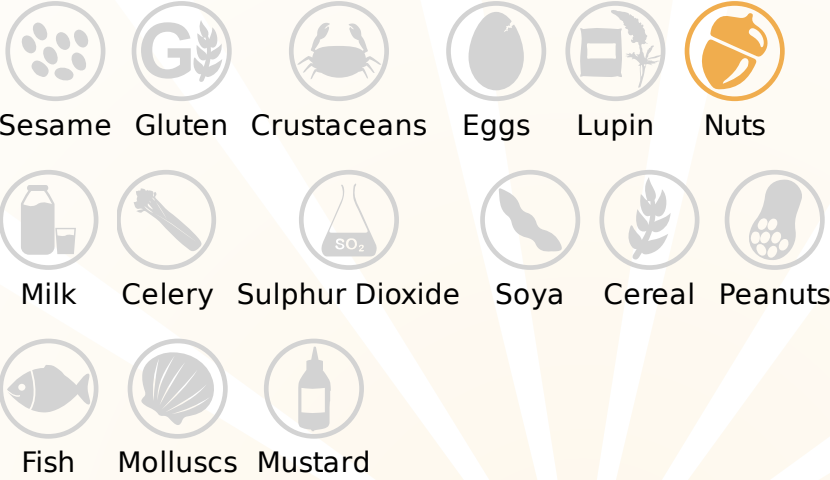 G
Sesame Gluten Crustaceans Eggs Lupin Nuts
SO₂
Milk Celery Sulphur Dioxide Soya Cereal Peanuts
Fish Molluscs Mustard